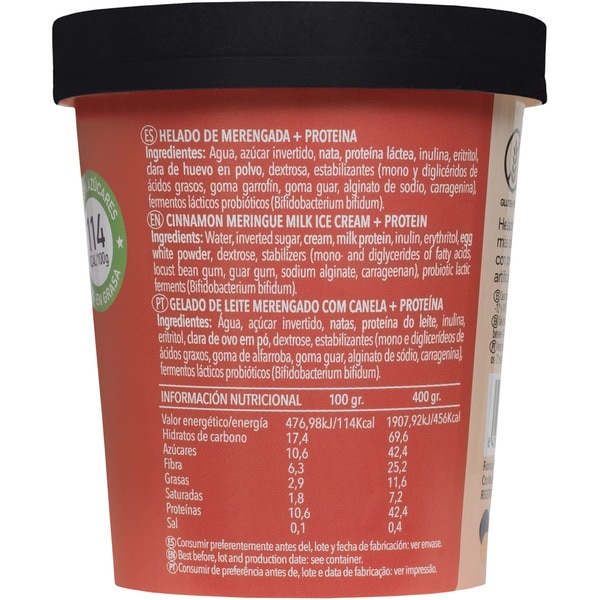 ES HELADO DE MERENGADA + PROTEINA
Ingredientes: Agua, azúcar invertido, nata, proteína láctea, inulina, eritritol,
clara de huevo en polvo, dextrosa, estabilizantes (mono y diglicéridos de
ácidos grasos, goma garrofín, goma guar, alginato de sodio, carragenina),
fermentos lácticos probióticos (Bifidobacterium bifidum).
EN CINNAMON MERINGUE MILK ICE CREAM + PROTEIN
Ingredients: Water, inverted sugar, cream, milk protein, inulin, erythritol, egg
white powder, dextrose, stabilizers (mono- and diglycerides of fatty acids,
locust bean gum, guar gum, sodium alginate, carrageenan), probiotic lactic
ferments (Bifidobacterium bifidum).
PT GELADO DE LEITE MERENGADO COM CANELA + PROTEÍNA
Ingredientes: Água, açúcar invertido, natas, proteína do leite, inulina,
eritritol, clara de ovo em pó, dextrose, estabilizantes (mono e diglicerídeos de
ácidos graxos, goma de alfarroba, goma guar, alginato de sódio, carragenina),
fermentos lácticos probióticos (Bifidobacterium bifidum).
INFORMACIÓN NUTRICIONAL 100 gr. 400 gr.
Valor energético/energía 476,98kJ/114Kcal 1907,92kJ/456Kcal
Hidratos de carbono 17,4 69,6
Azúcares 10,6 42,4
Fibra 6,3 25,2
Grasas 2,9 11,6
Saturadas 1,8 7,2
Proteínas 10,6 42,4
Sal 0,1 0,4
ES Consumir preferentemente antes del, lote y fecha de fabricación: ver envase.
EN Best before, lot and production date: see container.
PT Consumir de preferência antes de, lote e data de fabricação: ver impressão.
AZÚCARES
114
/100g
EN GRASA